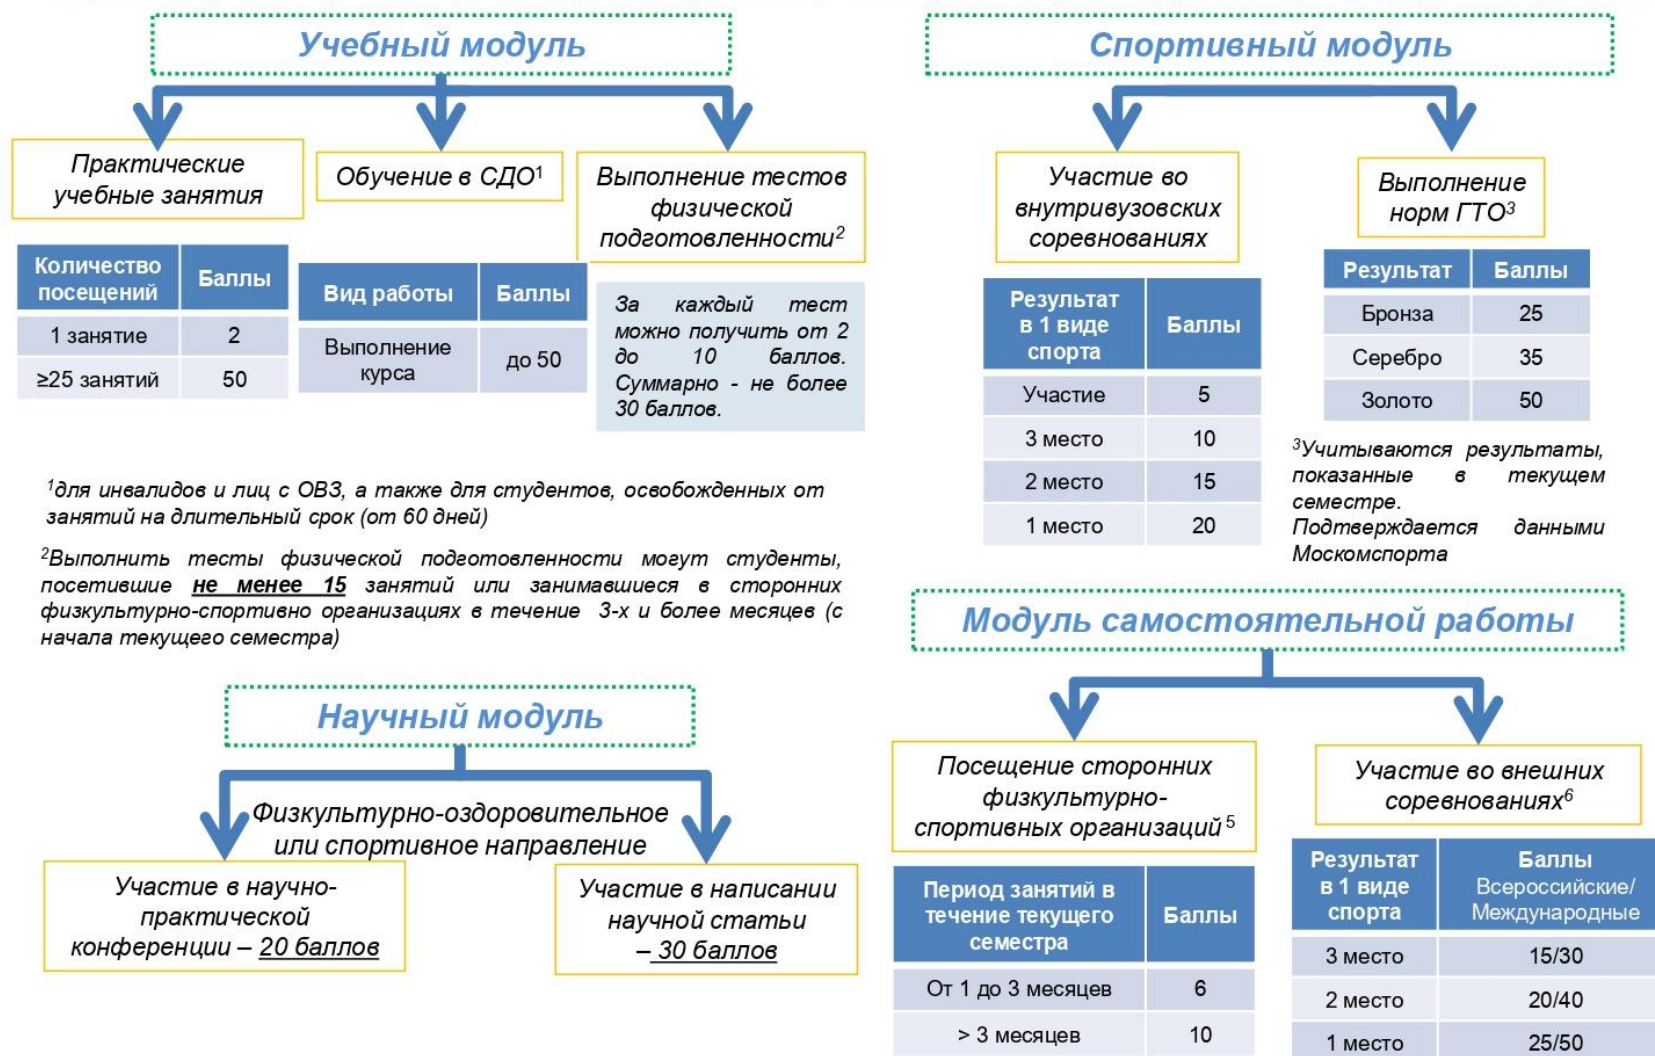 Учебный модуль
Практические
учебные занятия
Обучение в СДО¹
Выполнение тестов
физической
подготовленности²
Количество
посещений
Баллы
1 занятие
2
≥25 занятий
50
Вид работы
Баллы
Выполнение
курса
до 50
За каждый тест
можно получить от 2
до 10 баллов.
Суммарно - не более
30 баллов.
¹для инвалидов и лиц с ОВЗ, а также для студентов, освобожденных от
занятий на длительный срок (от 60 дней)
²Выполнить тесты физической подготовленности могут студенты,
посетившие не менее 15 занятий или занимавшиеся в сторонних
физкультурно-спортивно организациях в течение 3-х и более месяцев (с
начала текущего семестра)
Спортивный модуль
Участие во
внутривузовских
соревнованиях
Выполнение
норм ГТО³
Результат
в 1 виде
спорта
Баллы
Участие
5
3 место
10
2 место
15
1 место
20
Результат
Баллы
Бронза
25
Серебро
35
Золото
50
³Учитываются результаты,
показанные в текущем
семестре.
Подтверждается данными
Москомспорта
Научный модуль
Физкультурно-оздоровительное
или спортивное направление
Участие в научно-
практической
конференции – 20 баллов
Участие в написании
научной статьи
– 30 баллов
Модуль самостоятельной работы
Посещение сторонних
физкультурно-
спортивных организаций ⁵
Участие во внешних
соревнованиях⁶
Период занятий в
течение текущего
семестра
Баллы
От 1 до 3 месяцев
6
> 3 месяцев
10
Результат
в 1 виде
спорта
Баллы
Всероссийские/
Международные
3 место
15/30
2 место
20/40
1 место
25/50